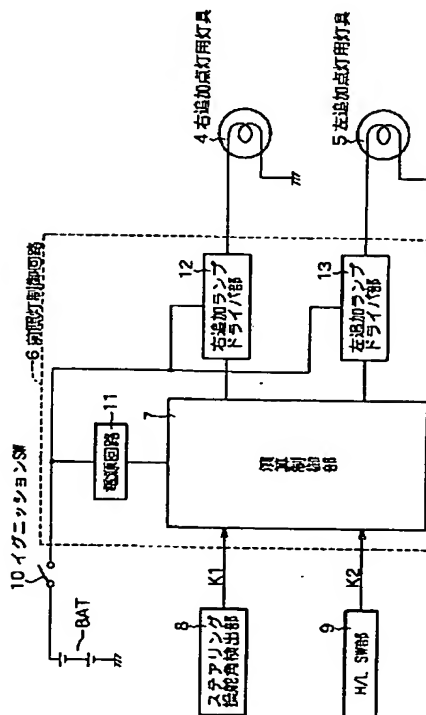 BAT
10 イグニッションSW
6 前照灯制御回路
11
電源回路
8
ステアリング
操舵角検出部
K1
9
H/L SW部
K2
7
演算制御部
12
右追加ランプ
ドライバ部
13
左追加ランプ
ドライバ部
4 右追加点灯用灯具
5 左追加点灯用灯具